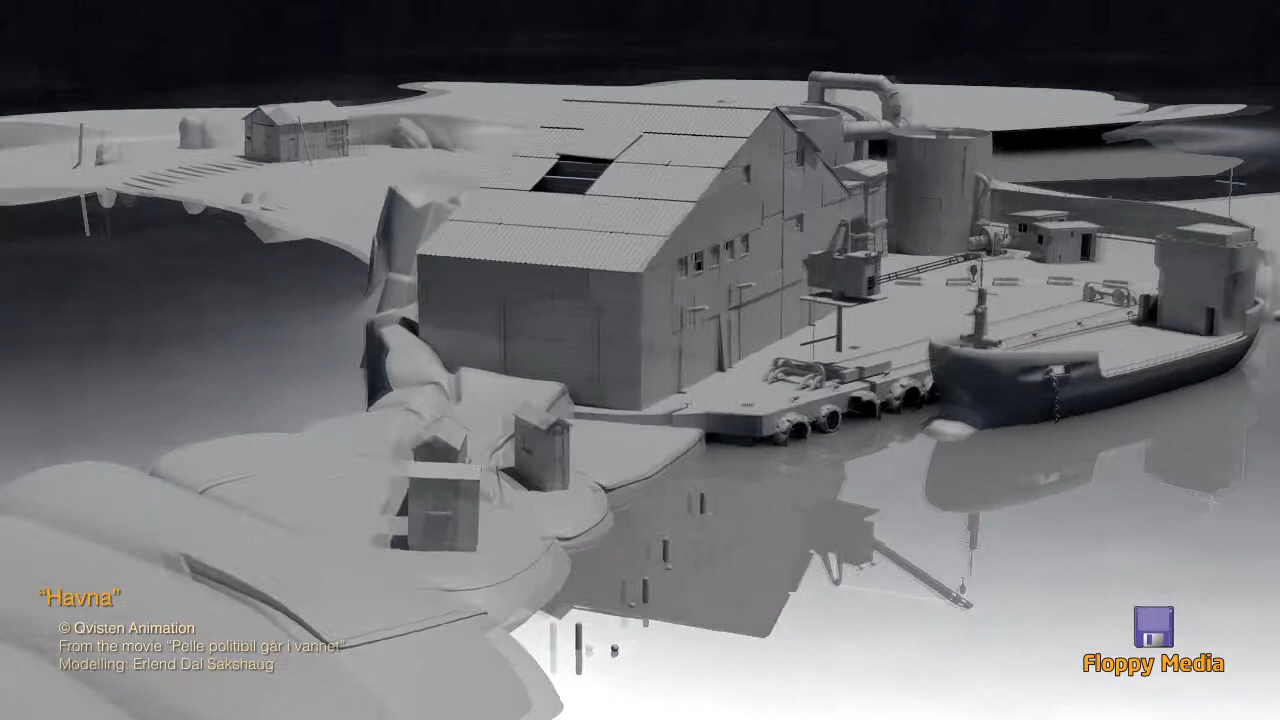 “Havna”
© Qvisten Animation
From the movie “Pelle politibil går i vannet”
Modelling: Erlend Dal Sakshaug
Floppy Media